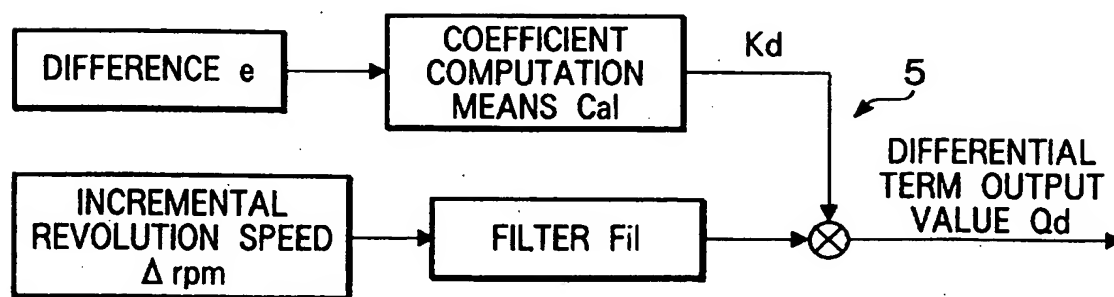 DIFFERENCE e
COEFFICIENT
COMPUTATION
MEANS Cal
Kd
5
DIFFERENTIAL
TERM OUTPUT
VALUE Qd
INCREMENTAL
REVOLUTION SPEED
Δ rpm
FILTER Fil